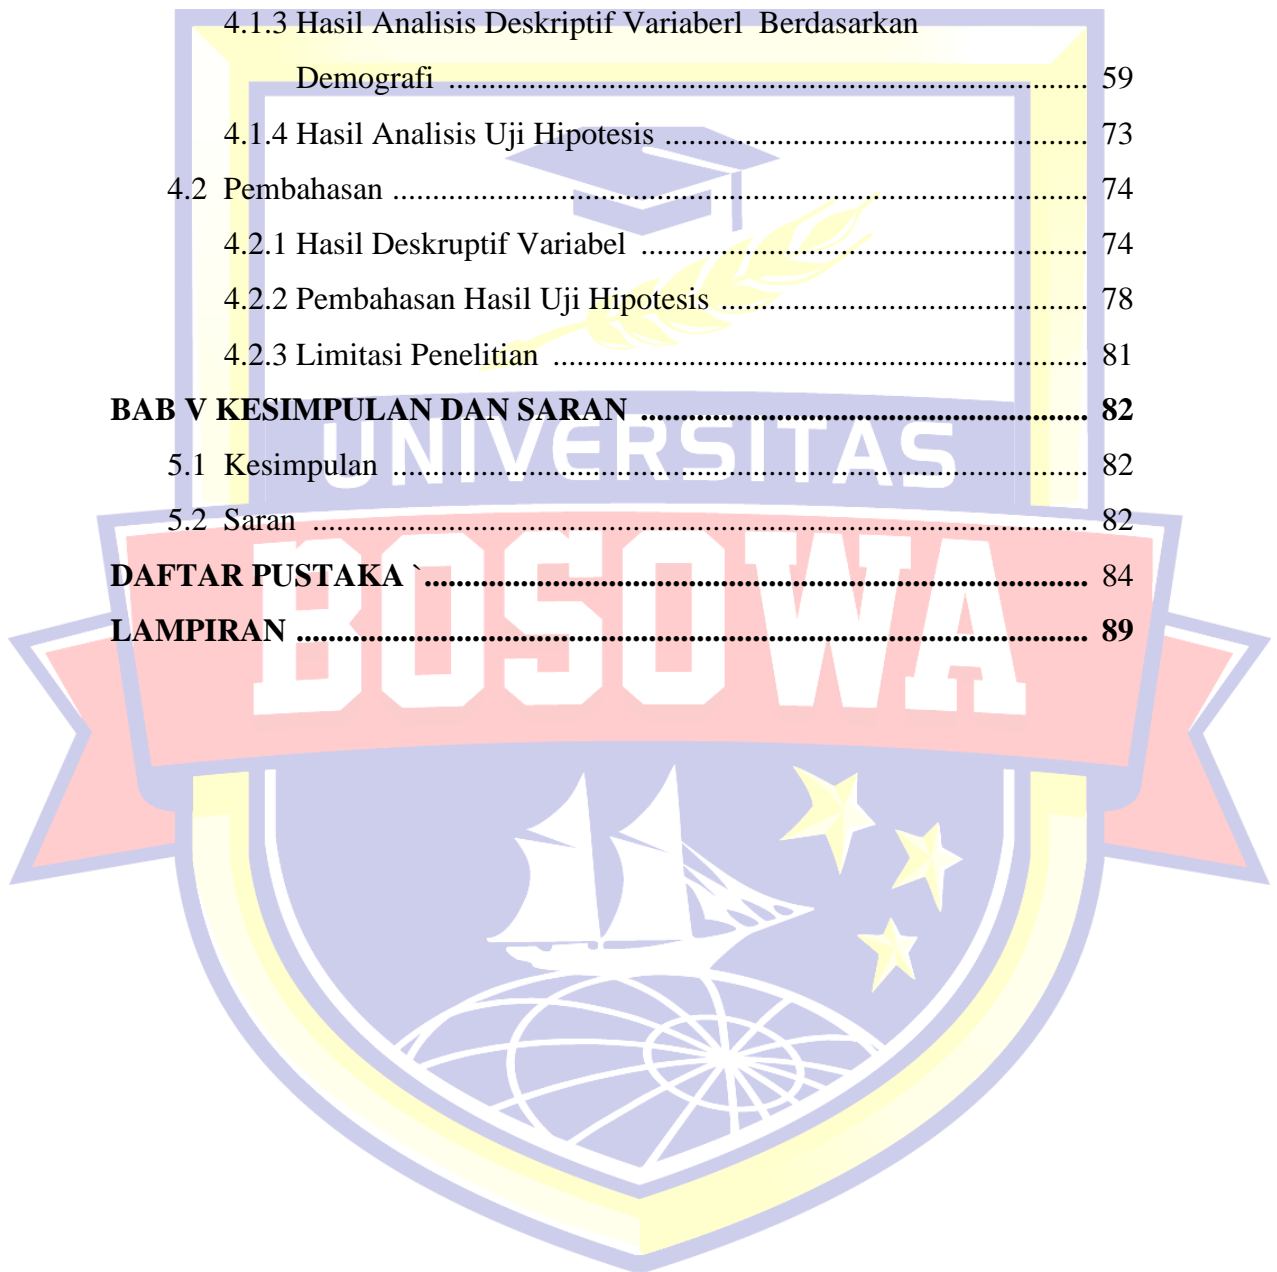 4.1.3 Hasil Analisis Deskriptif Variaberl Berdasarkan
Demografi ................................................................................ 59
4.1.4 Hasil Analisis Uji Hipotesis ..................................................... 73
4.2 Pembahasan ....................................................................................... 74
4.2.1 Hasil Deskruptif Variabel ........................................................ 74
4.2.2 Pembahasan Hasil Uji Hipotesis .............................................. 78
4.2.3 Limitasi Penelitian ................................................................... 81
BAB V KESIMPULAN DAN SARAN ........................................................ 82
5.1 Kesimpulan ....................................................................................... 82
5.2 Saran ................................................................................................. 82
DAFTAR PUSTAKA `................................................................................... 84
LAMPIRAN ................................................................................................... 89
UNIVERSITAS
BOSOWA